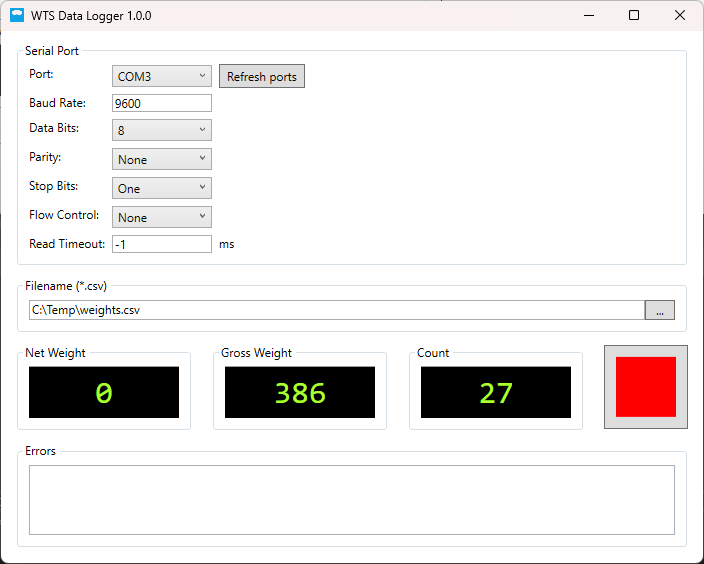 WTS Data Logger 1.0.0
Serial Port
Port: COM3 Refresh ports
Baud Rate: 9600
Data Bits: 8
Parity: None
Stop Bits: One
Flow Control: None
Read Timeout: -1 ms
Filename (*.csv)
C:\Temp\weights.csv ...
Net Weight Gross Weight Count
0 386 27
Errors